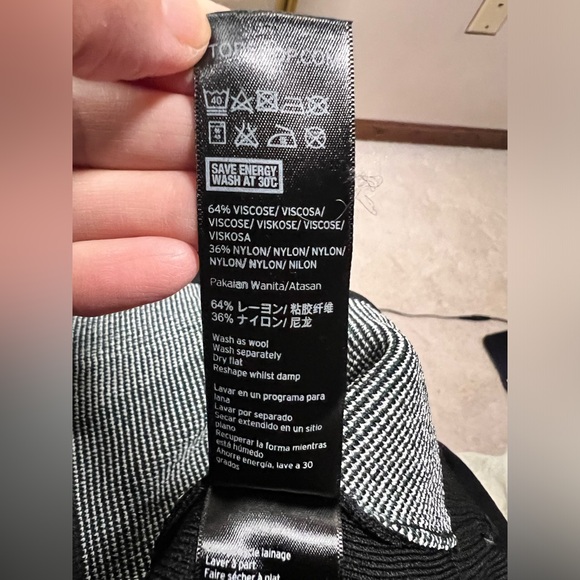 TOPSHOP.COM
40
SAVE ENERGY
WASH AT 30C
64% VISCOSE/ VISCOSA/
VISCOSE/ VISKOSE/ VISCOSE/
VISKOSA
36% NYLON/ NYLON/ NYLON/
NYLON/ NYLON/ NILON
Pakaian Wanita/Atasan
64% レーヨン/ 粘胶纤维
36% ナイロン/ 尼龙
Wash as wool
Wash separately
Dry flat
Reshape whilst damp
Lavar en un programa para
lana
Lavar por separado
Secar extendido en un sitio
plano
Recuperar la forma mientras
está húmedo
Ahorre energía, lave a 30
grados
de lainage
Laver à part
Faire sécher à plat